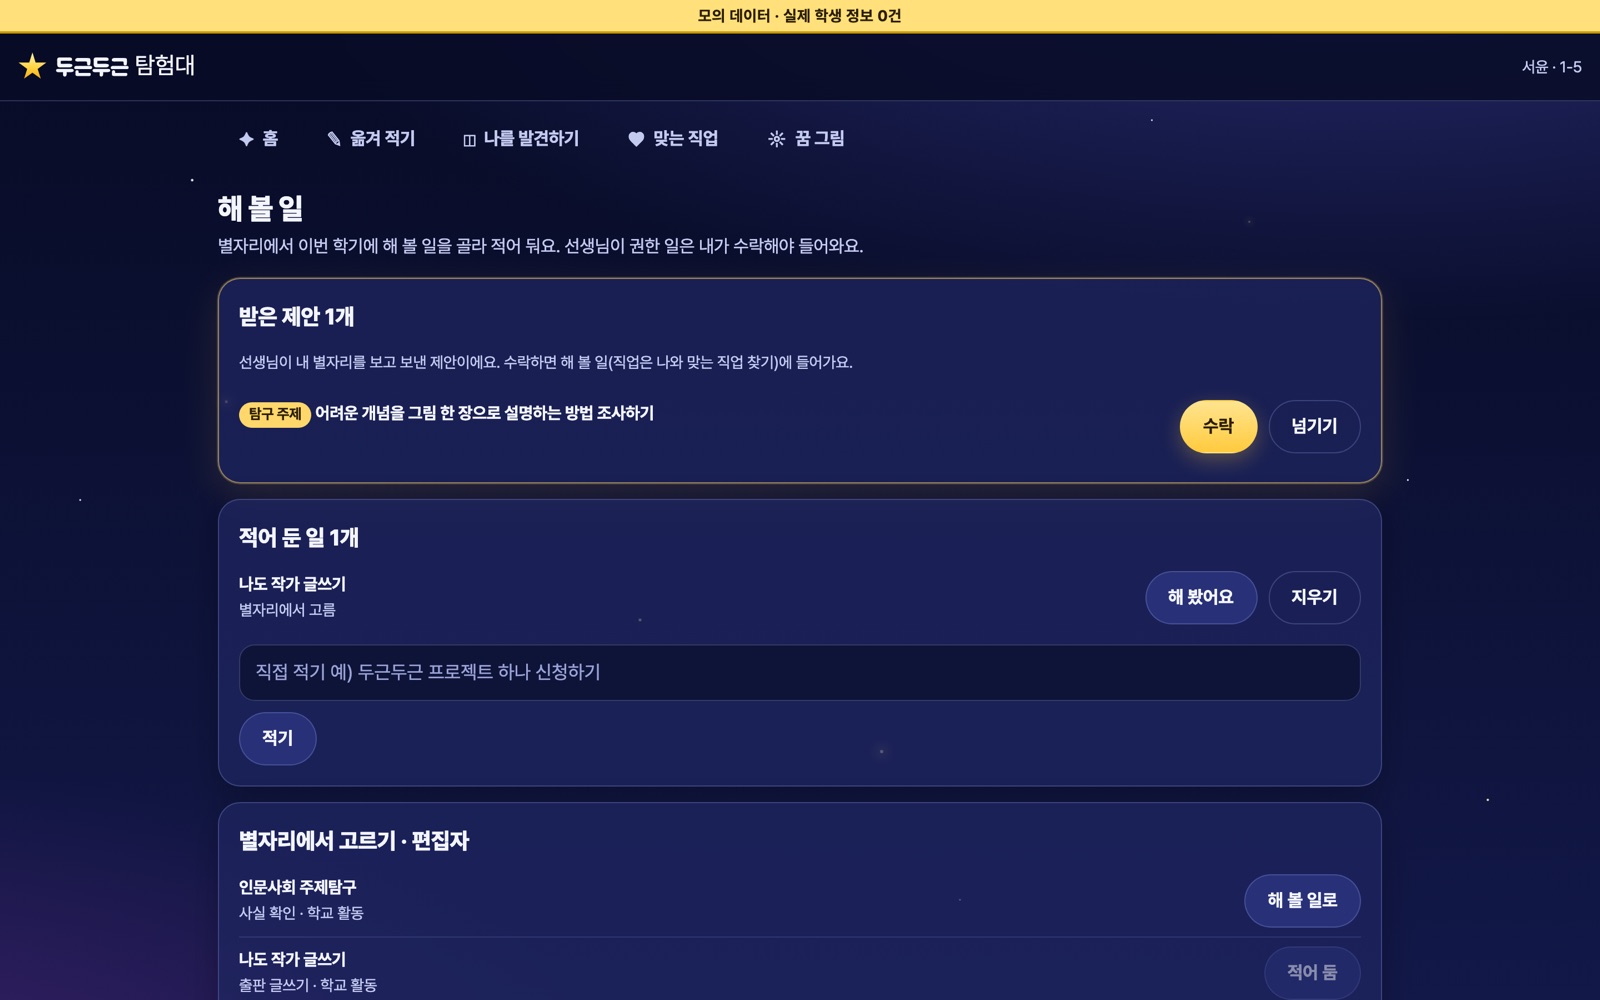 모의 데이터 · 실제 학생 정보 0건
두근두근 탐험대
서윤 · 1-5
홈
옮겨 적기
나를 발견하기
맞는 직업
꿈 그림
해 볼 일
별자리에서 이번 학기에 해 볼 일을 골라 적어 둬요. 선생님이 권한 일은 내가 수락해야 들어와요.
받은 제안 1개
선생님이 내 별자리를 보고 보낸 제안이에요. 수락하면 해 볼 일(직업은 나와 맞는 직업 찾기)에 들어가요.
탐구 주제 어려운 개념을 그림 한 장으로 설명하는 방법 조사하기
수락 넘기기
적어 둔 일 1개
나도 작가 글쓰기
별자리에서 고름
해 봤어요 지우기
직접 적기 예) 두근두근 프로젝트 하나 신청하기
적기
별자리에서 고르기 · 편집자
인문사회 주제탐구
사실 확인 · 학교 활동
해 볼 일로
나도 작가 글쓰기
출판 글쓰기 · 학교 활동
적어 둠